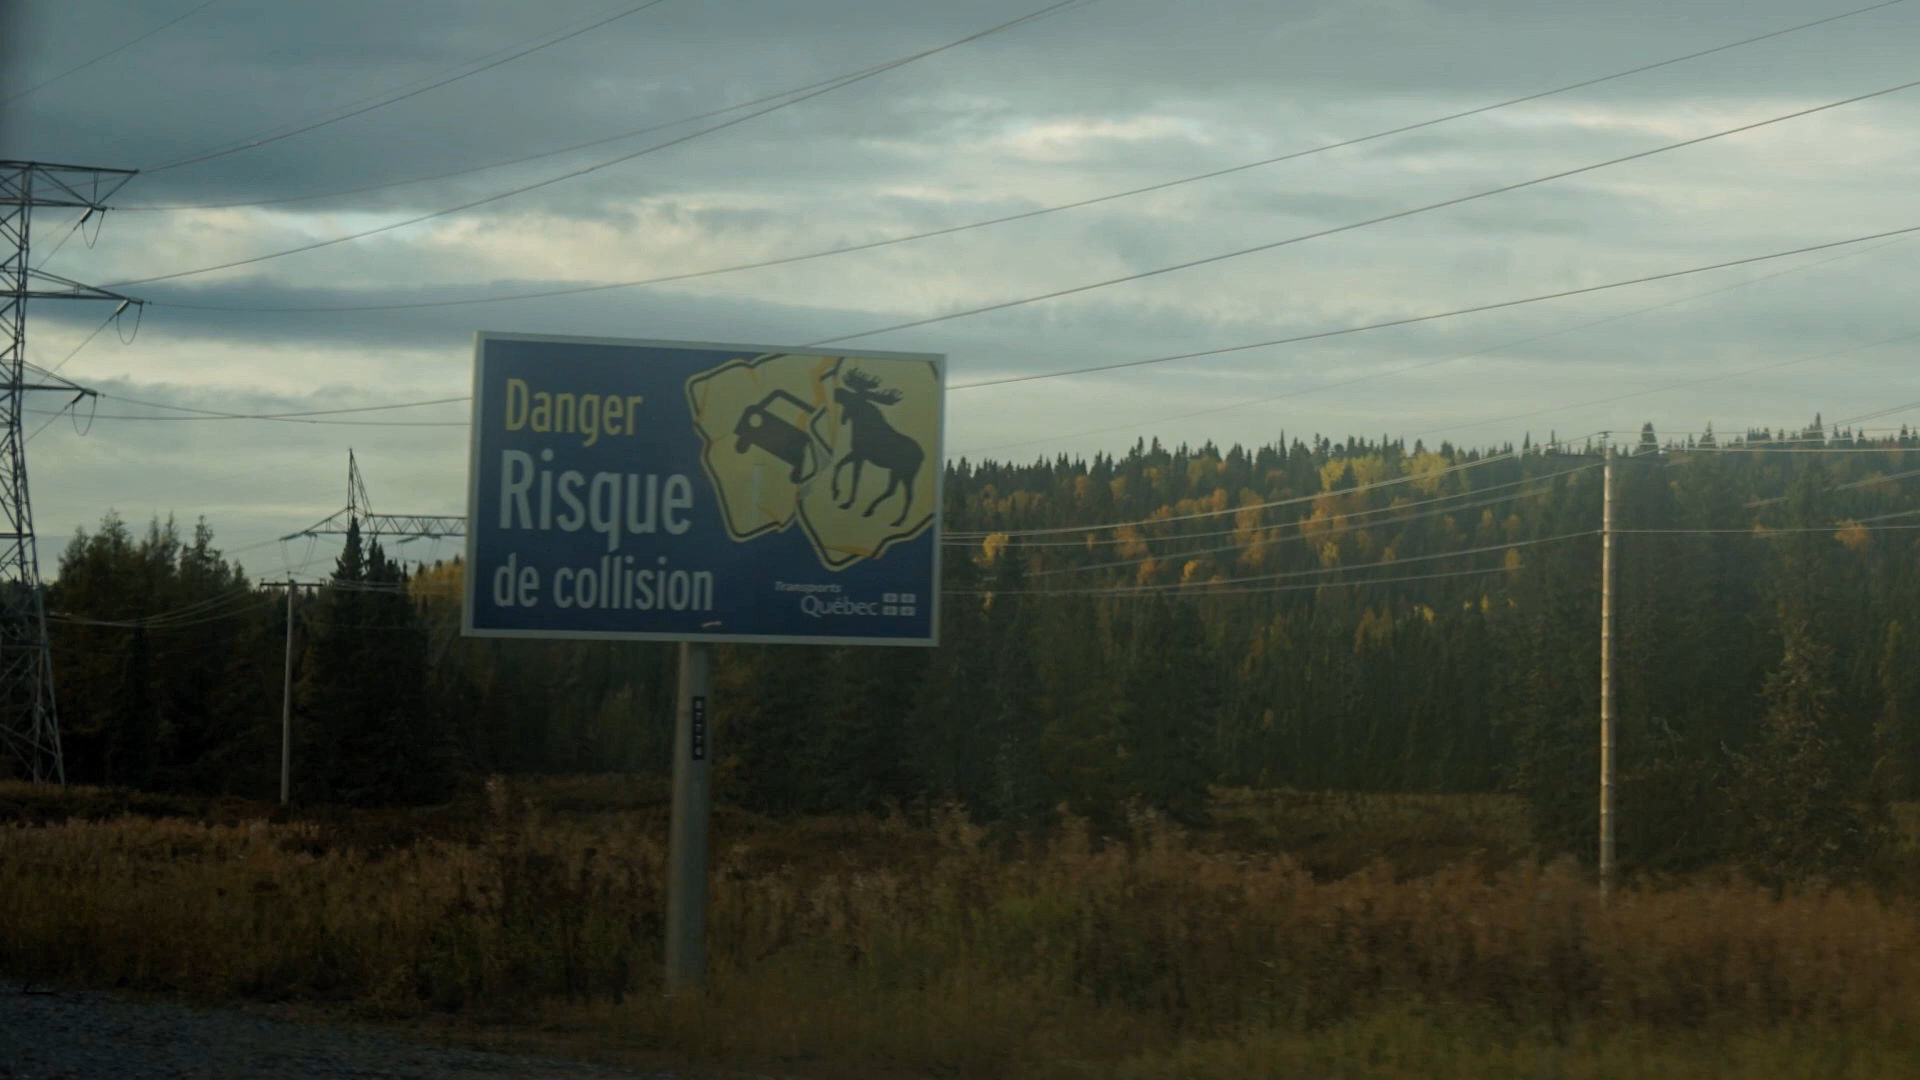 Danger
Risque
de collision
Transports
Québec